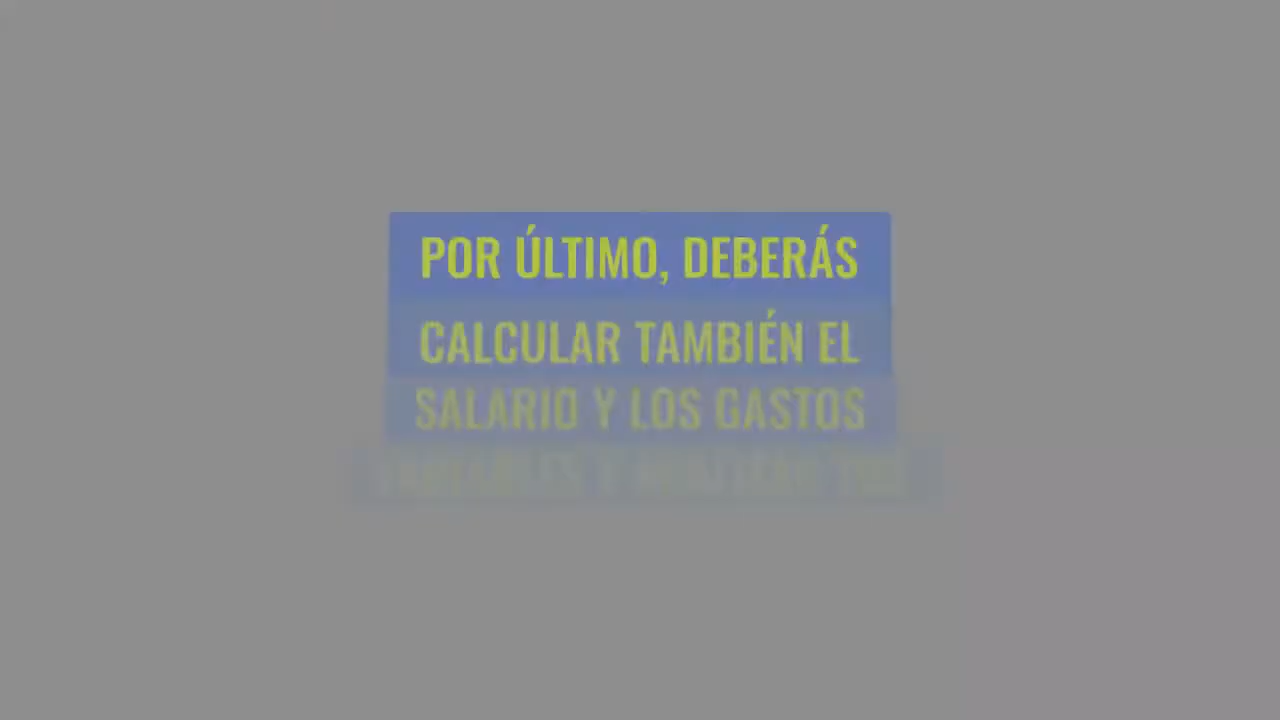 POR ÚLTIMO, DEBERÁS
CALCULAR TAMBIÉN EL
SALARIO Y LOS GASTOS